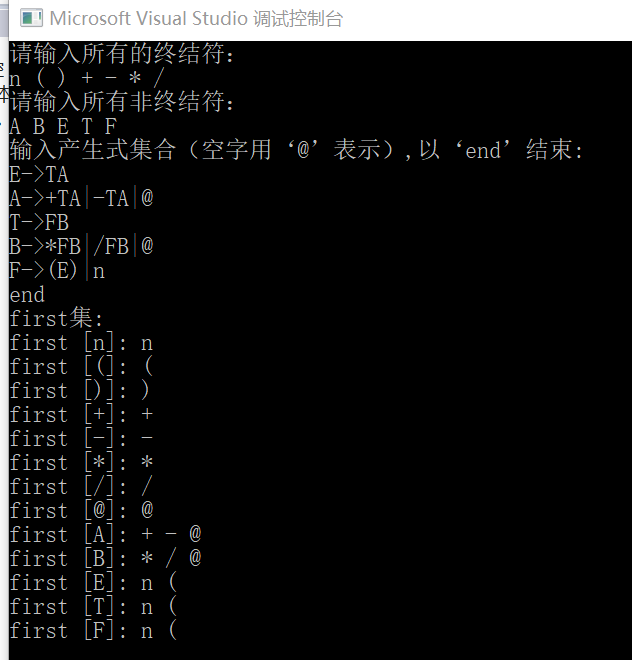 Microsoft Visual Studio 调试控制台
请输入所有的终结符:
n ( ) + - * /
请输入所有非终结符:
A B E T F
输入产生式集合（空字用‘@’表示）,以‘end’结束:
E->TA
A->+TA|-TA|@
T->FB
B->*FB|/FB|@
F->(E)|n
end
first集:
first [n]: n
first [(]: (
first [)]: )
first [+]: +
first [-]: -
first [*]: *
first [/]: /
first [@]: @
first [A]: + - @
first [B]: * / @
first [E]: n (
first [T]: n (
first [F]: n (